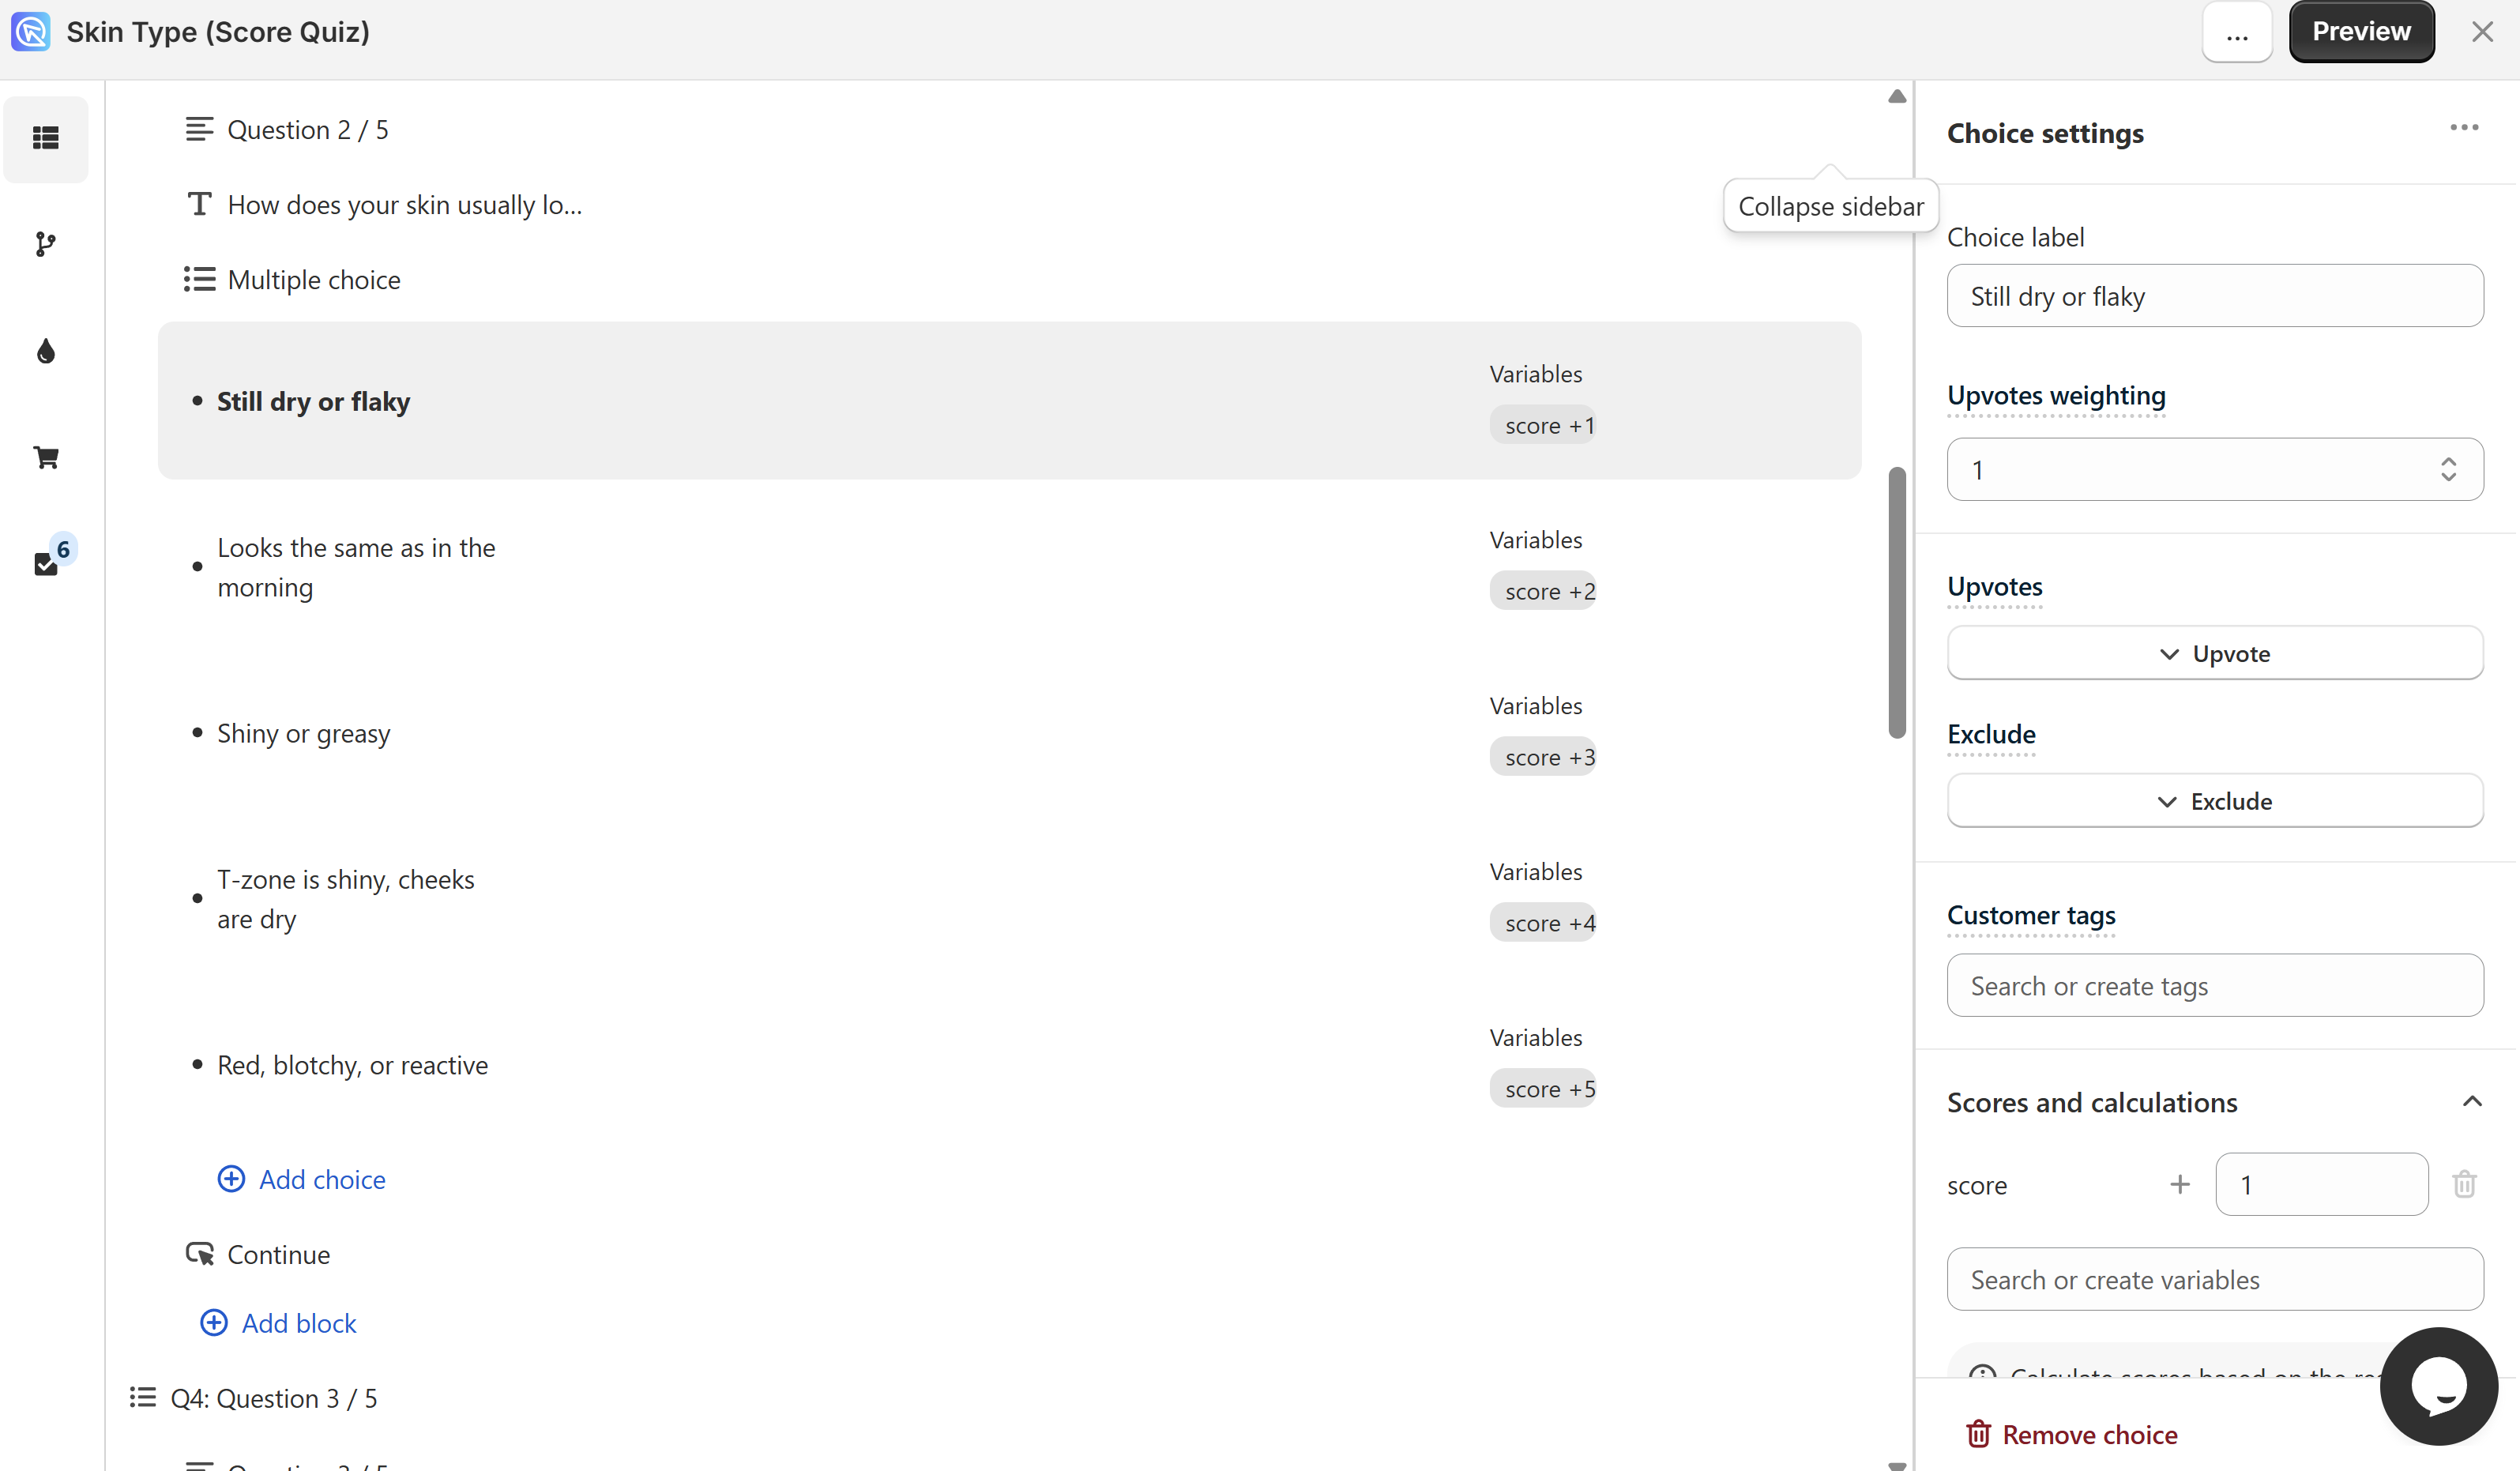 Skin Type (Score Quiz)
...
Preview
Question 2 / 5
How does your skin usually lo...
Multiple choice
Still dry or flaky
Variables
score +1
Looks the same as in the
morning
Variables
score +2
Shiny or greasy
Variables
score +3
T-zone is shiny, cheeks
are dry
Variables
score +4
Red, blotchy, or reactive
Variables
score +5
Add choice
Continue
Add block
Q4: Question 3 / 5
6
Collapse sidebar
Choice settings
Choice label
Still dry or flaky
Upvotes weighting
1
Upvotes
Upvote
Exclude
Exclude
Customer tags
Search or create tags
Scores and calculations
score + 1
Search or create variables
Calculate scores based on the
Remove choice